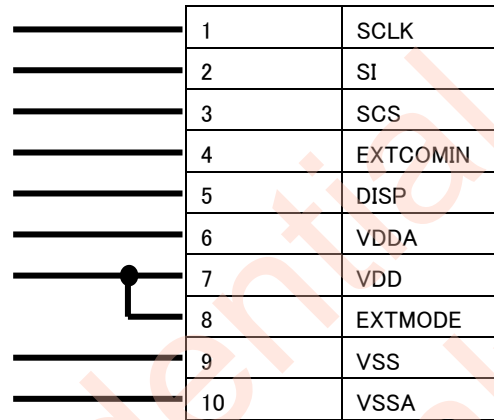 1 SCLK
2 SI
3 SCS
4 EXTCOMIN
5 DISP
6 VDDA
7 VDD
8 EXTMODE
9 VSS
10 VSSA